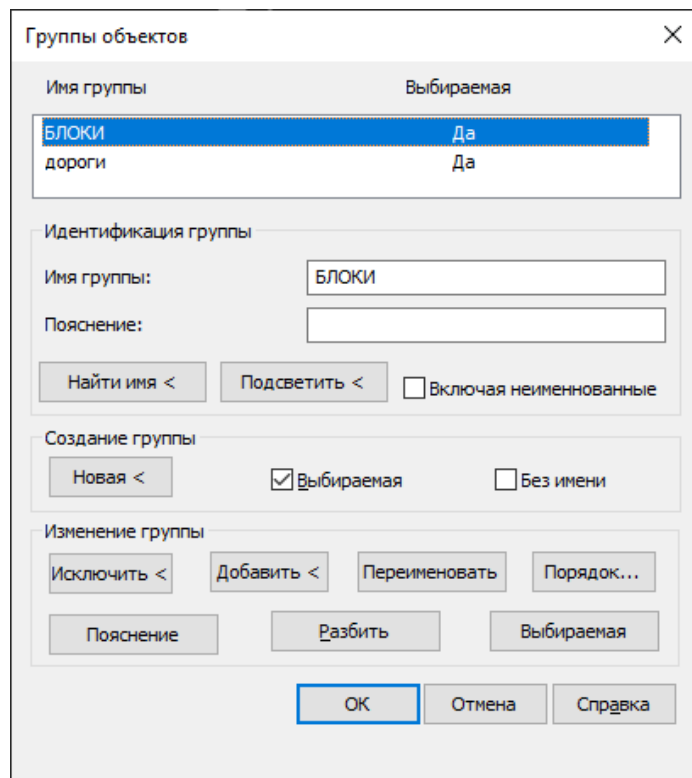 Группы объектов
Имя группы Выбираемая
БЛОКИ Да
дороги Да
Идентификация группы
Имя группы: БЛОКИ
Пояснение:
Найти имя < Подсветить < Включая неименнованные
Создание группы
Новая < Выбираемая Без имени
Изменение группы
Исключить < Добавить < Переименовать Порядок...
Пояснение Разбить Выбираемая
ОК Отмена Справка